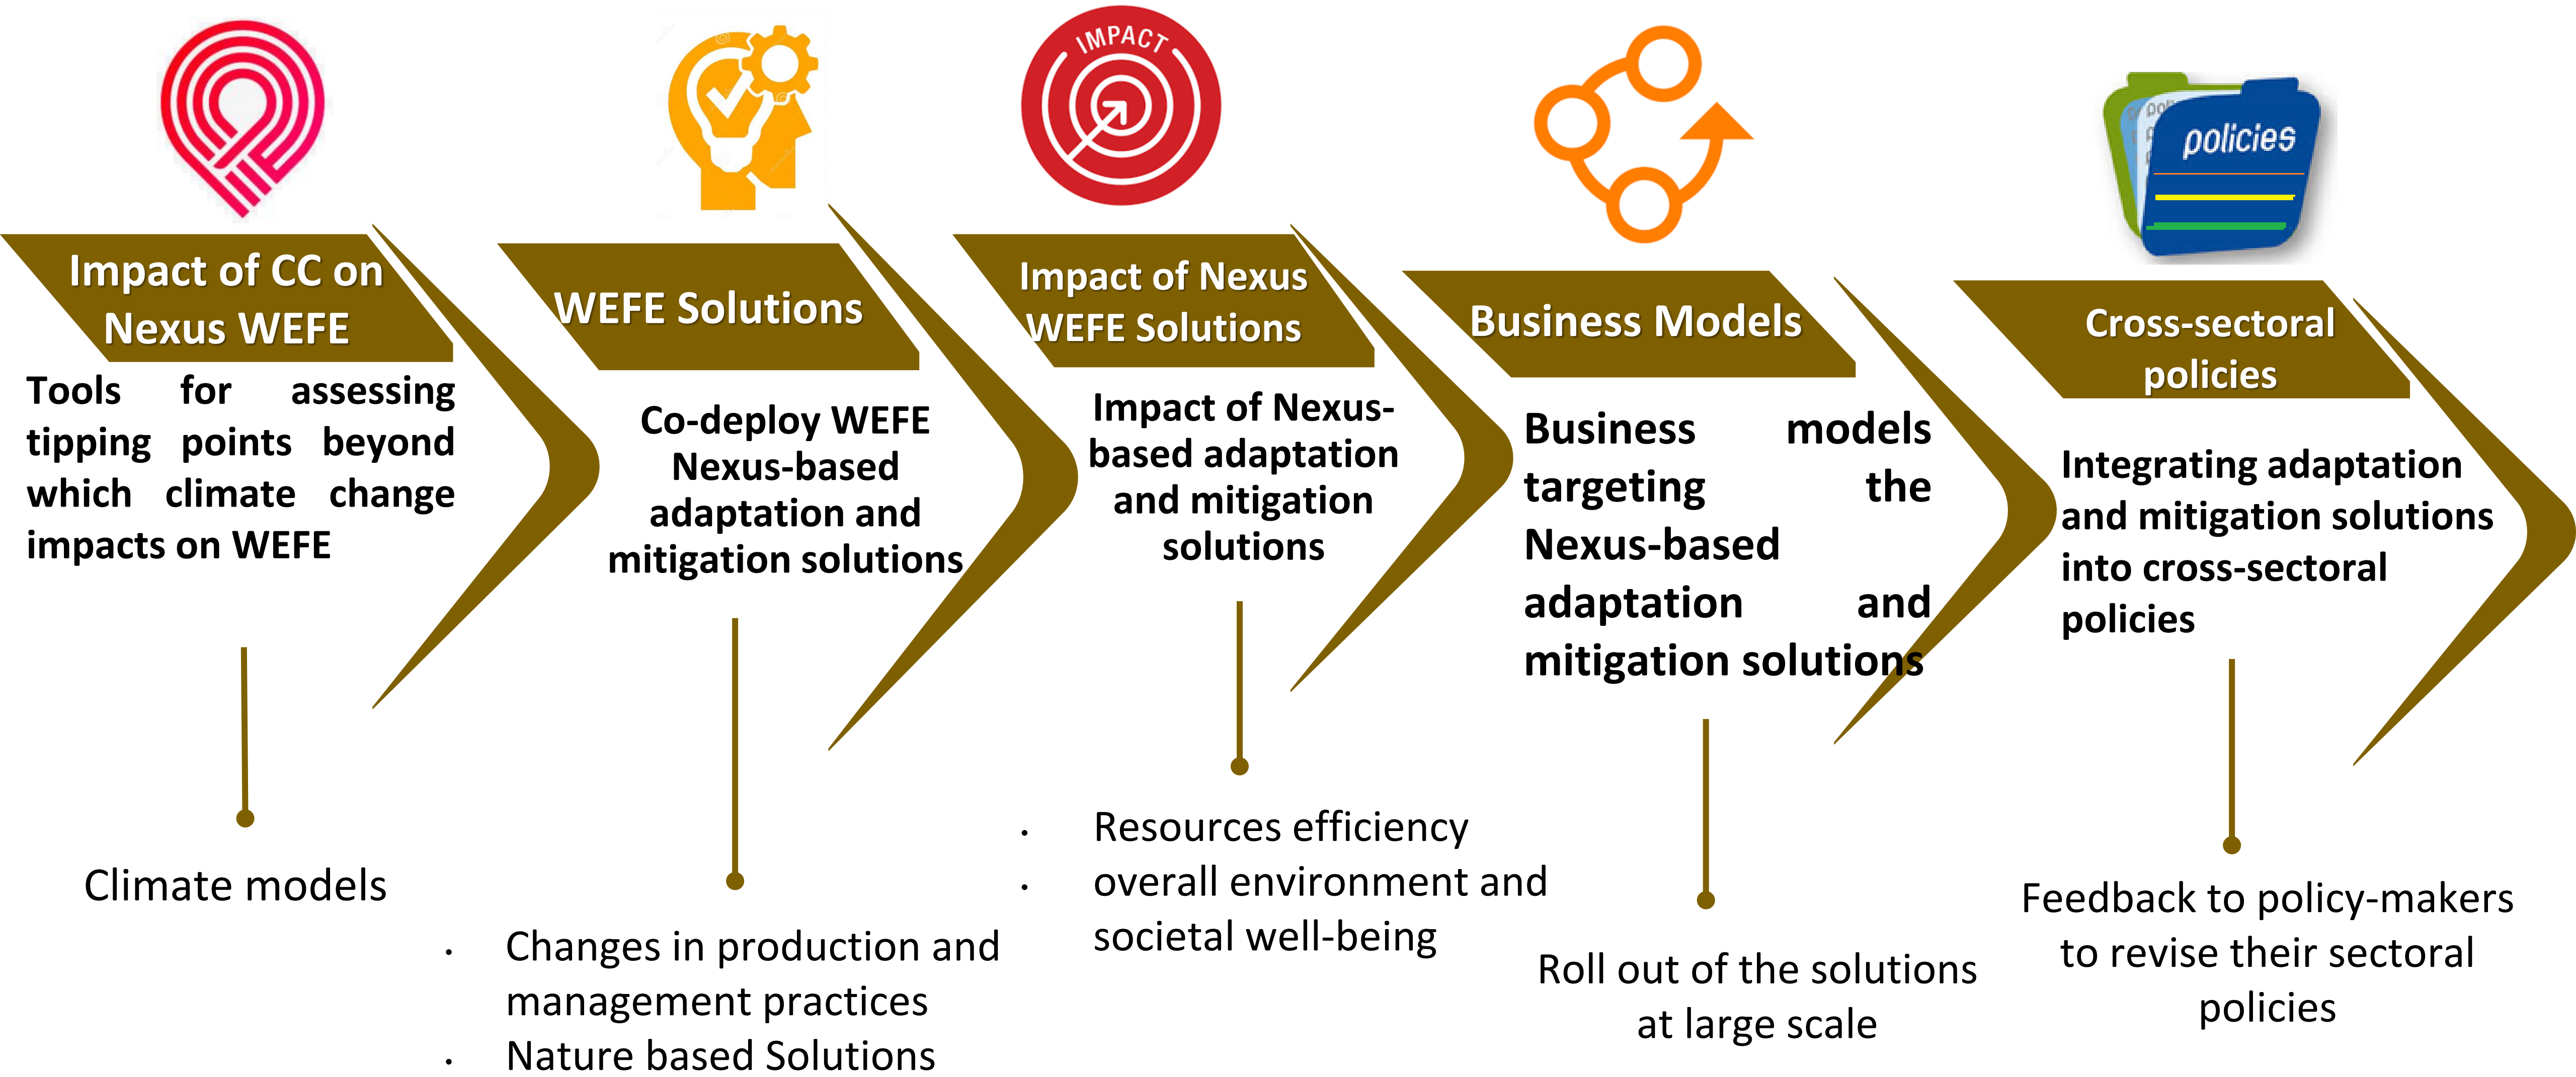 IMPACT
policies
Impact of CC on
Nexus WEFE
Tools for assessing
tipping points beyond
which climate change
impacts on WEFE
Climate models
WEFE Solutions
Co-deploy WEFE
Nexus-based
adaptation and
mitigation solutions
• Changes in production and
management practices
• Nature based Solutions
Impact of Nexus
WEFE Solutions
Impact of Nexus-
based adaptation
and mitigation
solutions
• Resources efficiency
• overall environment and
societal well-being
Business Models
Business models
targeting the
Nexus-based
adaptation and
mitigation solutions
Roll out of the solutions
at large scale
Cross-sectoral
policies
Integrating adaptation
and mitigation solutions
into cross-sectoral
policies
Feedback to policy-makers
to revise their sectoral
policies